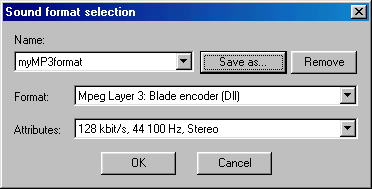 Sound format selection
Name:
myMP3format
Save as...
Remove
Format:
Mpeg Layer 3: Blade encoder (Dll)
Attributes:
128 kbit/s, 44 100 Hz, Stereo
OK
Cancel